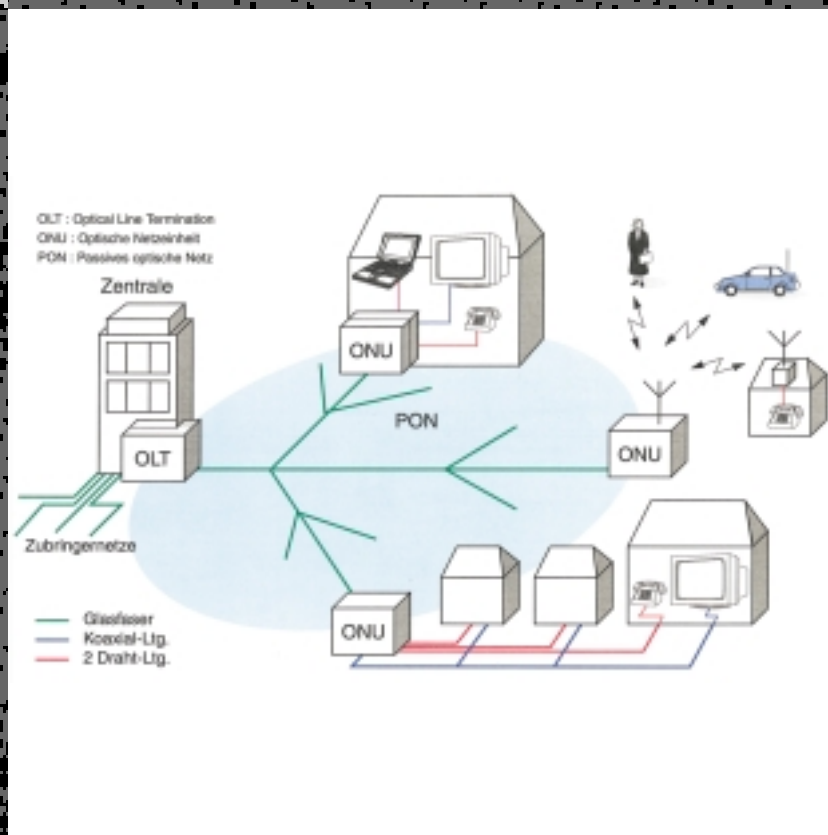 OLT : Optical Line Termination
ONU : Optische Netzeinheit
PON : Passives optische Netz
Zentrale
ONU
PON
OLT
ONU
Zubringernetze
ONU
Glasfaser
Koaxial-Ltg.
2 Draht-Ltg.